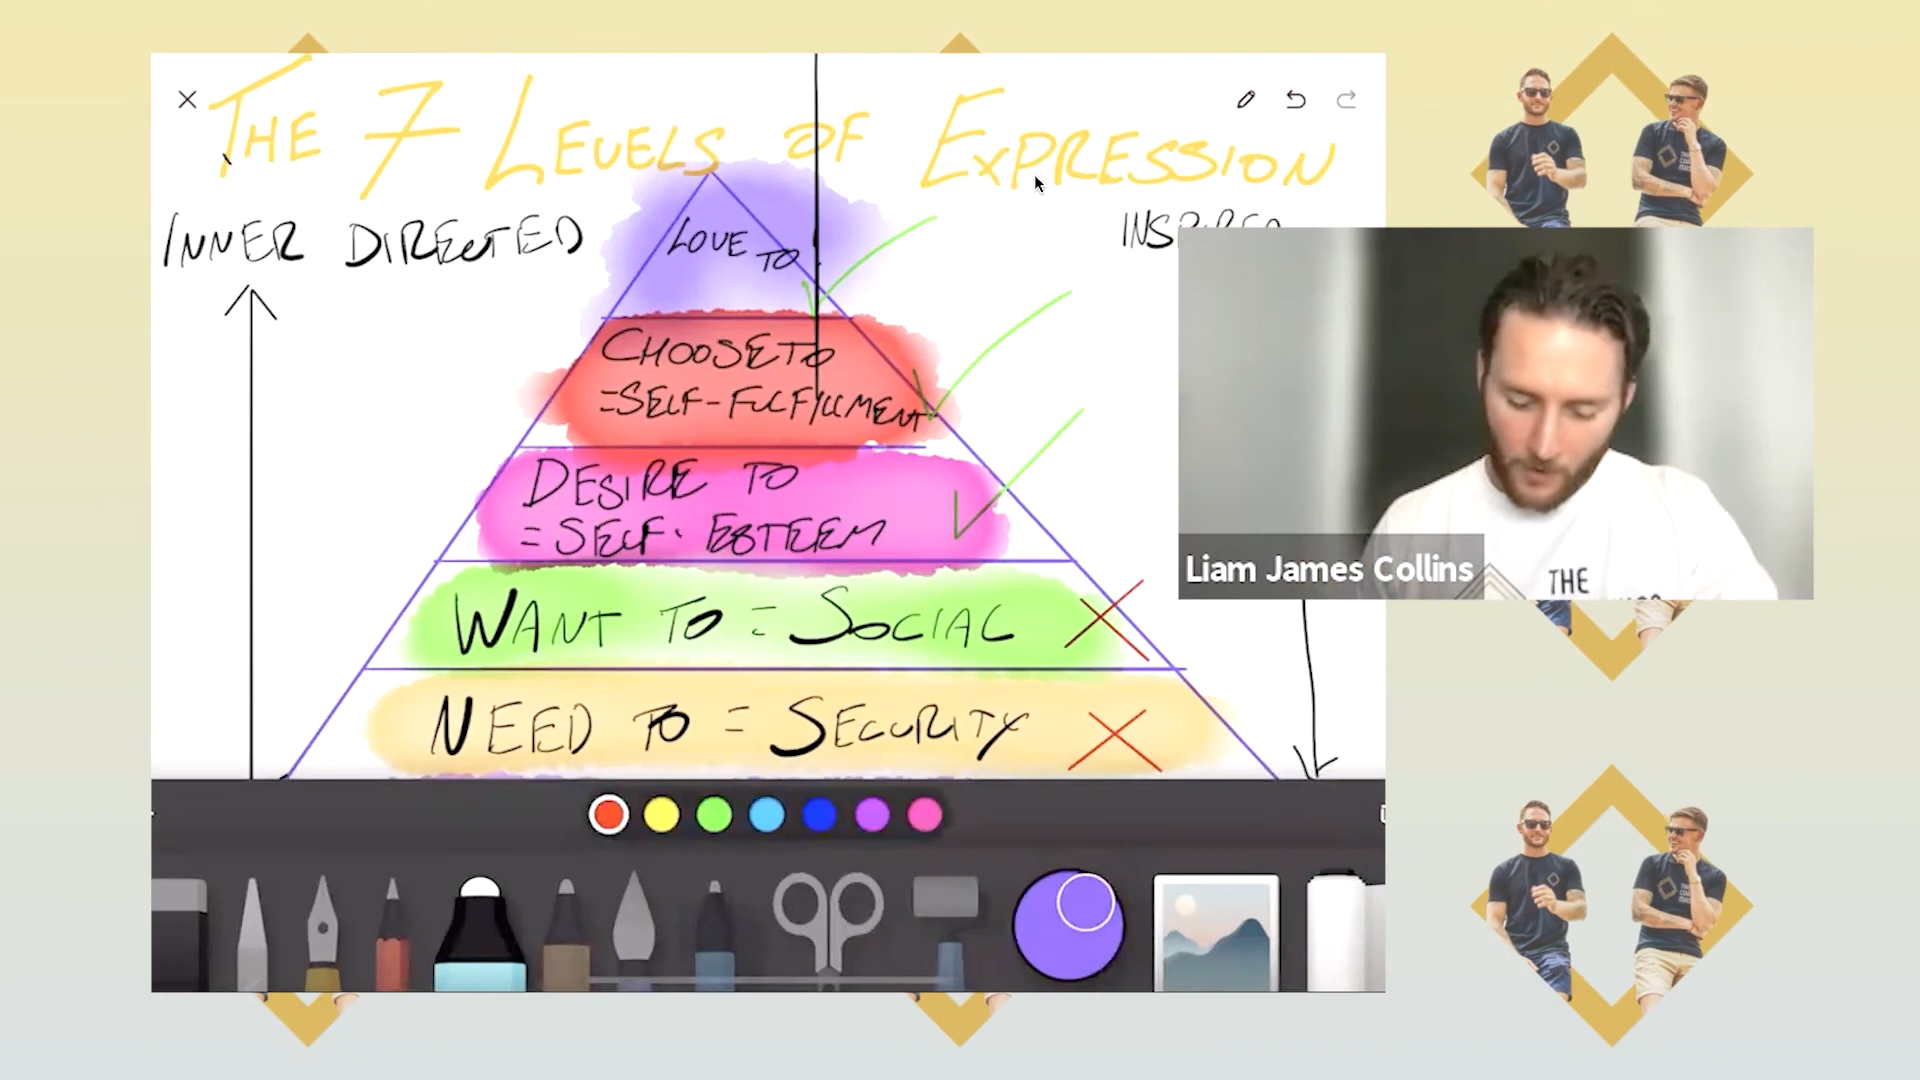 THE 7 LEVELS OF EXPRESSION
INNER DIRECTED
LOVE TO!
CHOOSE TO
=SELF-FULFILLMENT
DESIRE TO
= SELF-ESTEEM
WANT TO = SOCIAL
NEED TO = SECURITY
Liam James Collins
THE